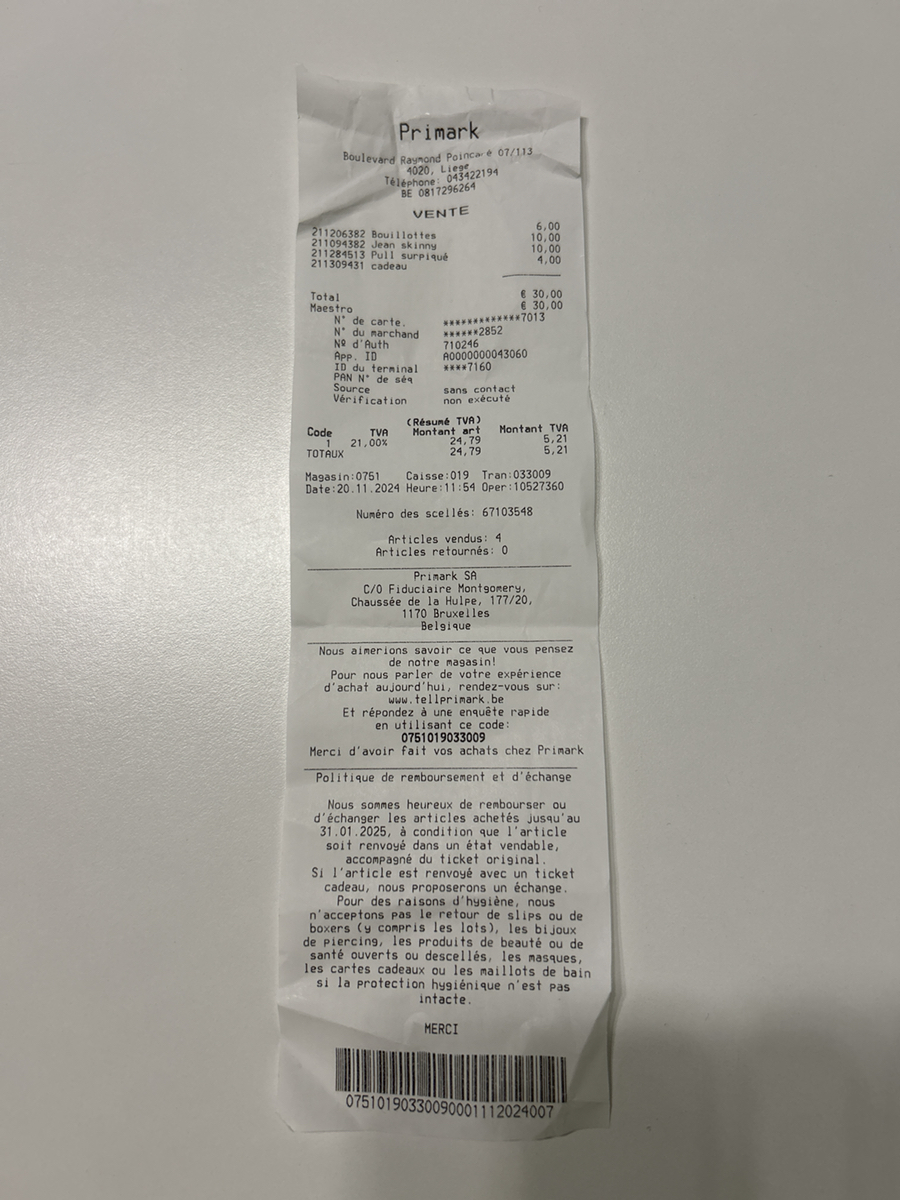 Primark
Boulevard Raymond Poincaré 07/113
4020, Liege
Téléphone: 043422194
BE 0817296264
VENTE
211206382 Bouillottes 6,00
211094382 Jean skinny 10,00
211284513 Pull surpiqué 10,00
211309431 cadeau 4,00
Total € 30,00
Maestro € 30,00
N° de carte. ************7013
N° du marchand ******2852
Nº d'Auth 710246
App. ID A0000000043060
ID du terminal ****7160
PAN N° de séq
Source sans contact
Vérification non exécuté
(Résumé TVA)
Code TVA Montant art Montant TVA
1 21,00% 24,79 5,21
TOTAUX 24,79 5,21
Magasin:0751 Caisse:019 Tran:033009
Date:20.11.2024 Heure:11:54 Oper:10527360
Numéro des scellés: 67103548
Articles vendus: 4
Articles retournés: 0
Primark SA
C/O Fiduciaire Montgomery,
Chaussée de la Hulpe, 177/20,
1170 Bruxelles
Belgique
Nous aimerions savoir ce que vous pensez
de notre magasin!
Pour nous parler de votre expérience
d'achat aujourd'hui, rendez-vous sur:
www.tellprimark.be
Et répondez à une enquête rapide
en utilisant ce code:
0751019033009
Merci d'avoir fait vos achats chez Primark
Politique de remboursement et d'échange
Nous sommes heureux de rembourser ou
d'échanger les articles achetés jusqu'au
31.01.2025, à condition que l'article
soit renvoyé dans un état vendable,
accompagné du ticket original.
Si l'article est renvoyé avec un ticket
cadeau, nous proposerons un échange.
Pour des raisons d'hygiène, nous
n'acceptons pas le retour de slips ou de
boxers (y compris les lots), les bijoux
de piercing, les produits de beauté ou de
santé ouverts ou descellés, les masques,
les cartes cadeaux ou les maillots de bain
si la protection hygiénique n'est pas
intacte.
MERCI
07510190330090001112024007